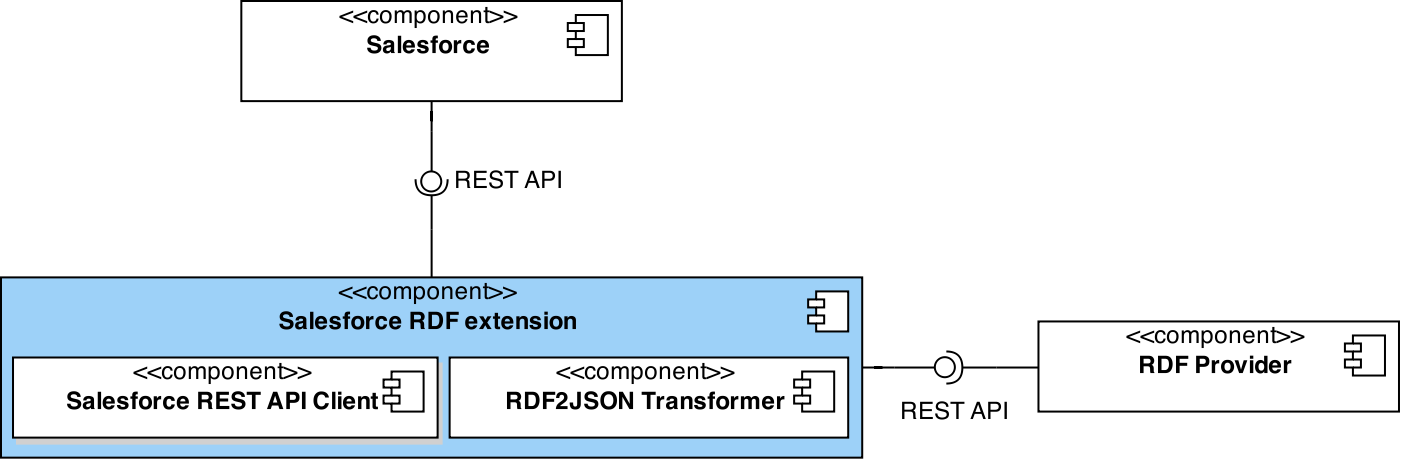 <<component>>
Salesforce
REST API
<<component>>
Salesforce RDF extension
<<component>>
Salesforce REST API Client
<<component>>
RDF2JSON Transformer
<<component>>
RDF Provider
REST API